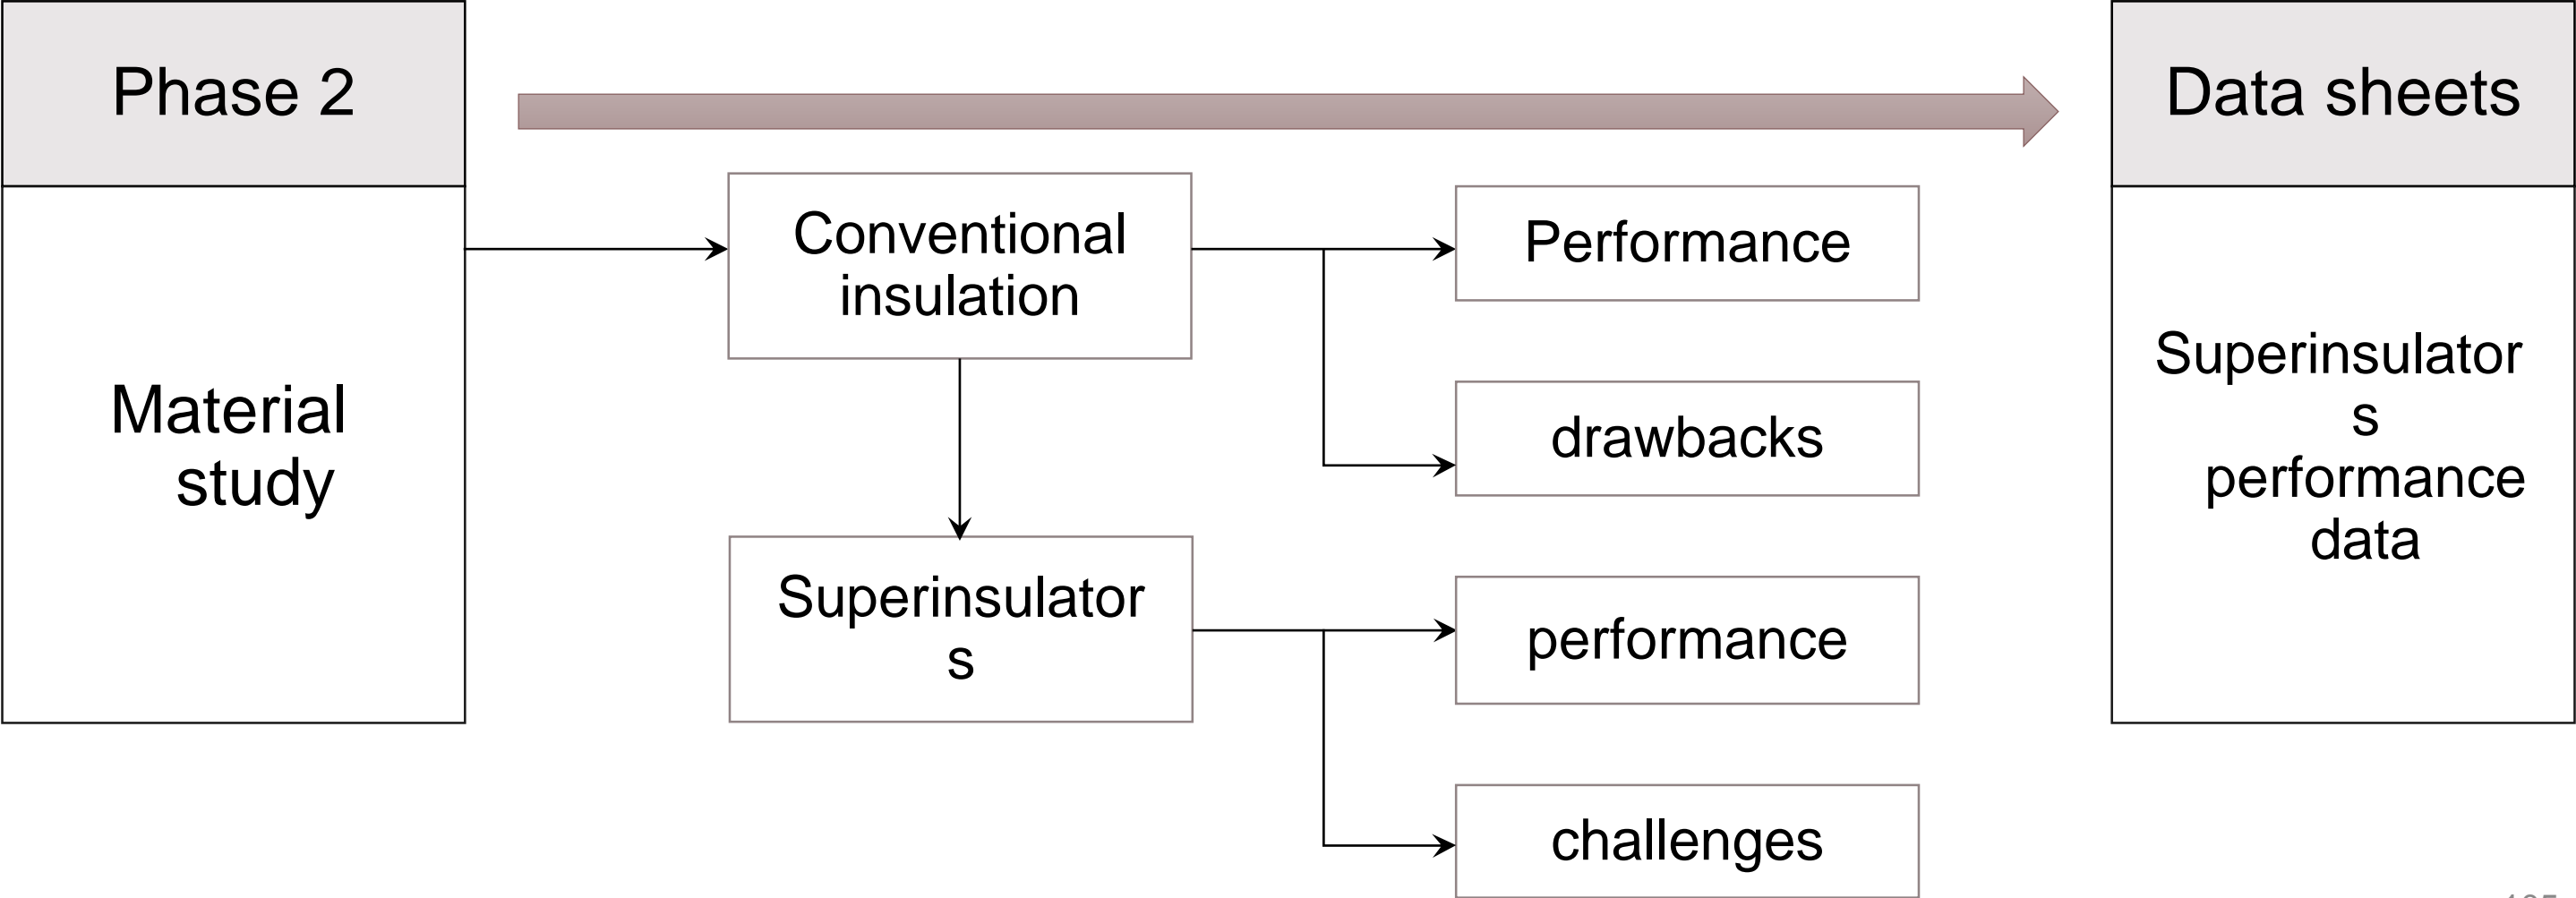 Phase 2
Data sheets
Material
study
Conventional
insulation
Performance
drawbacks
Superinsulator
s
performance
challenges
Superinsulator
s
performance
data